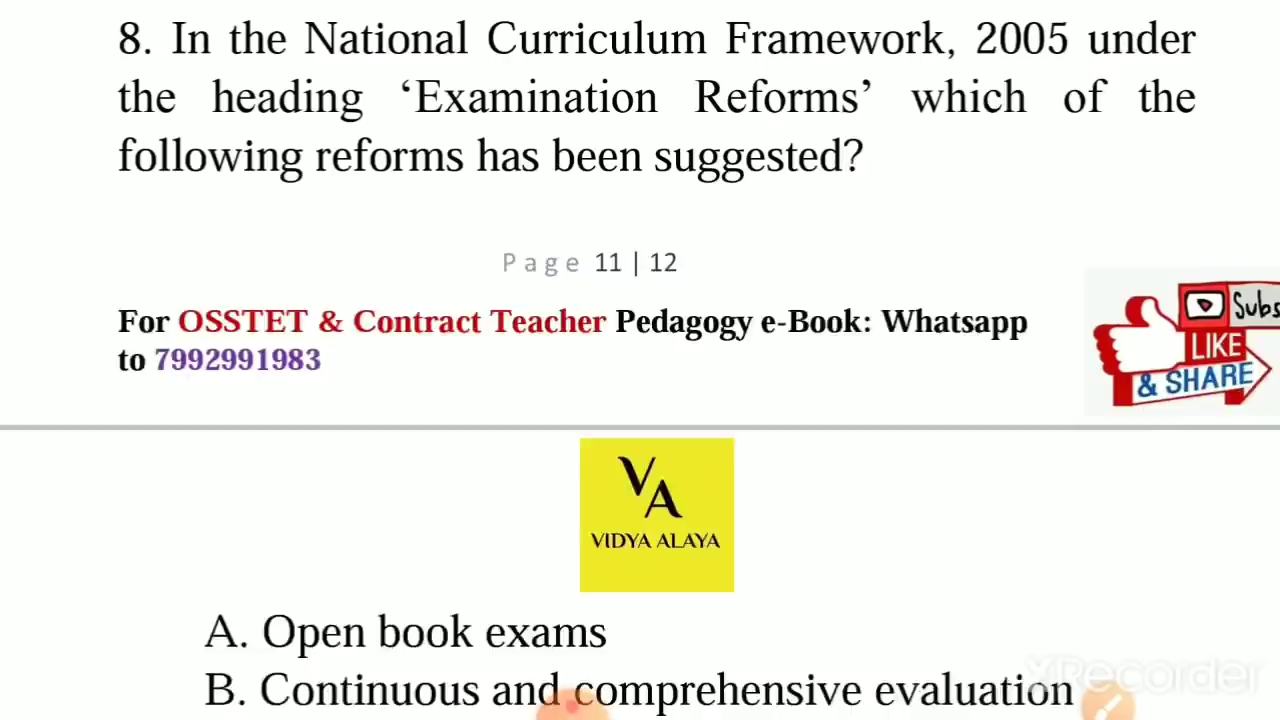 8. In the National Curriculum Framework, 2005 under
the heading ‘Examination Reforms’ which of the
following reforms has been suggested?
Page 11 | 12
For OSSTET & Contract Teacher Pedagogy e-Book: Whatsapp
to 7992991983
Subs
LIKE
& SHARE
VA
VIDYA ALAYA
A. Open book exams
B. Continuous and comprehensive evaluation
XRecorder